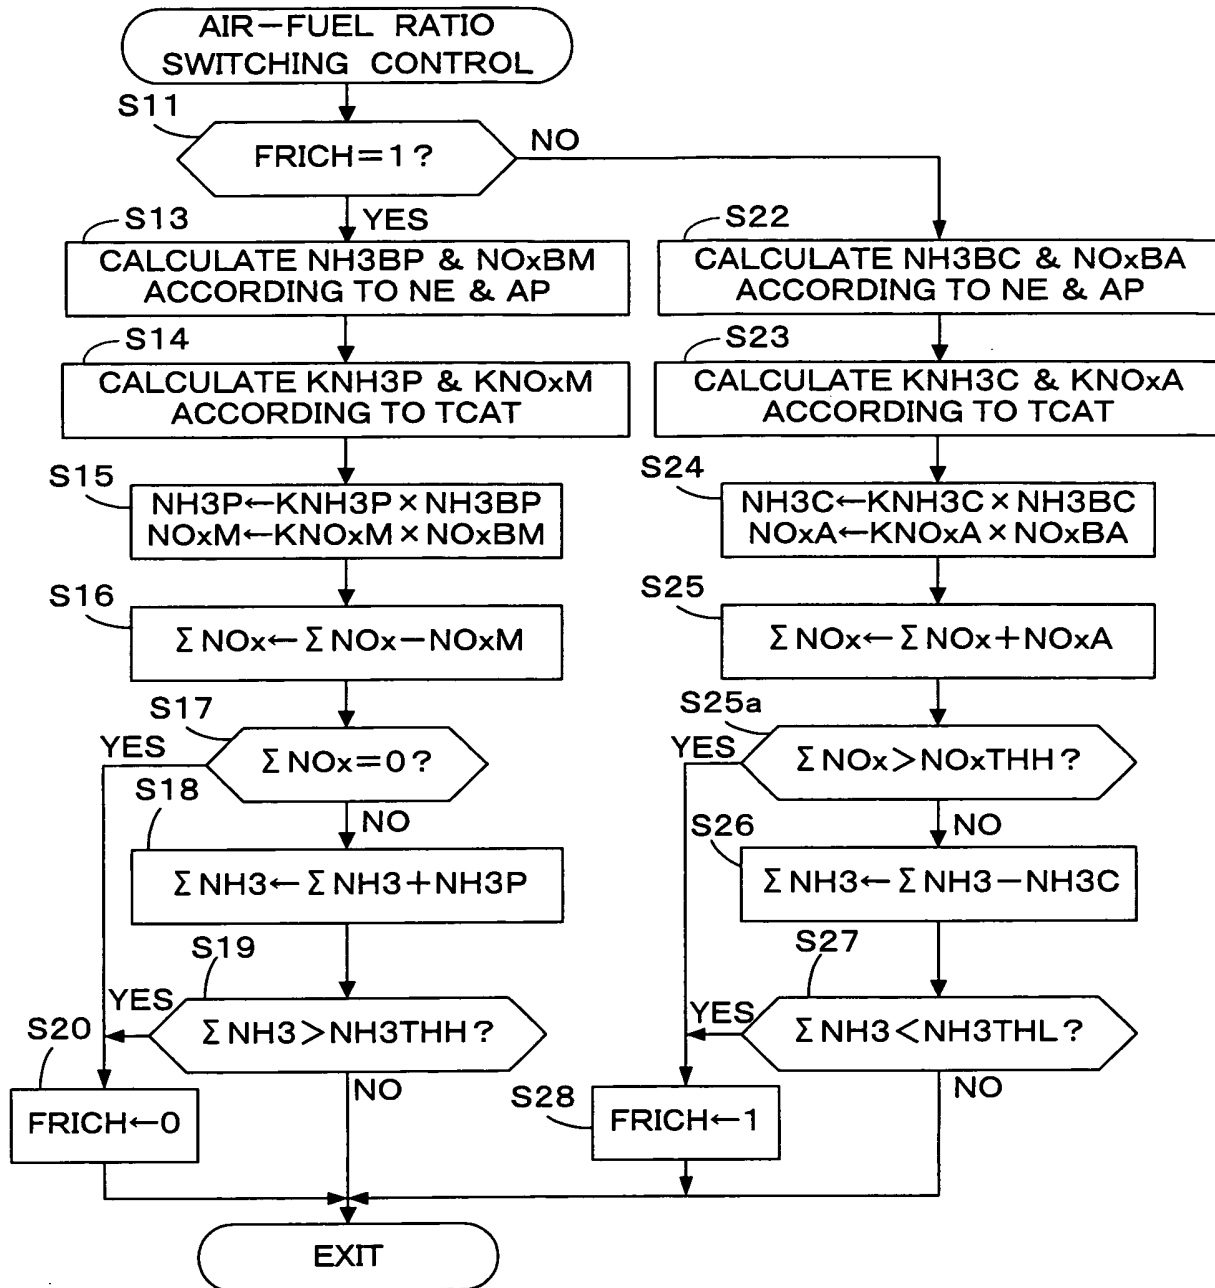 AIR-FUEL RATIO
SWITCHING CONTROL
S11
FRICH=1?
NO
YES
S13
CALCULATE NH3BP & NOxBM
ACCORDING TO NE & AP
S14
CALCULATE KNH3P & KNOxM
ACCORDING TO TCAT
S15
NH3P←KNH3P×NH3BP
NOxM←KNOxM×NOxBM
S16
ΣNOx←ΣNOx-NOxM
S17
YES
ΣNOx=0?
NO
S18
ΣNH3←ΣNH3+NH3P
S19
YES
ΣNH3>NH3THH?
NO
S20
FRICH←0
S22
CALCULATE NH3BC & NOxBA
ACCORDING TO NE & AP
S23
CALCULATE KNH3C & KNOxA
ACCORDING TO TCAT
S24
NH3C←KNH3C×NH3BC
NOxA←KNOxA×NOxBA
S25
ΣNOx←ΣNOx+NOxA
S25a
YES
ΣNOx>NOxTHH?
NO
S26
ΣNH3←ΣNH3-NH3C
S27
YES
ΣNH3<NH3THL?
NO
S28
FRICH←1
EXIT